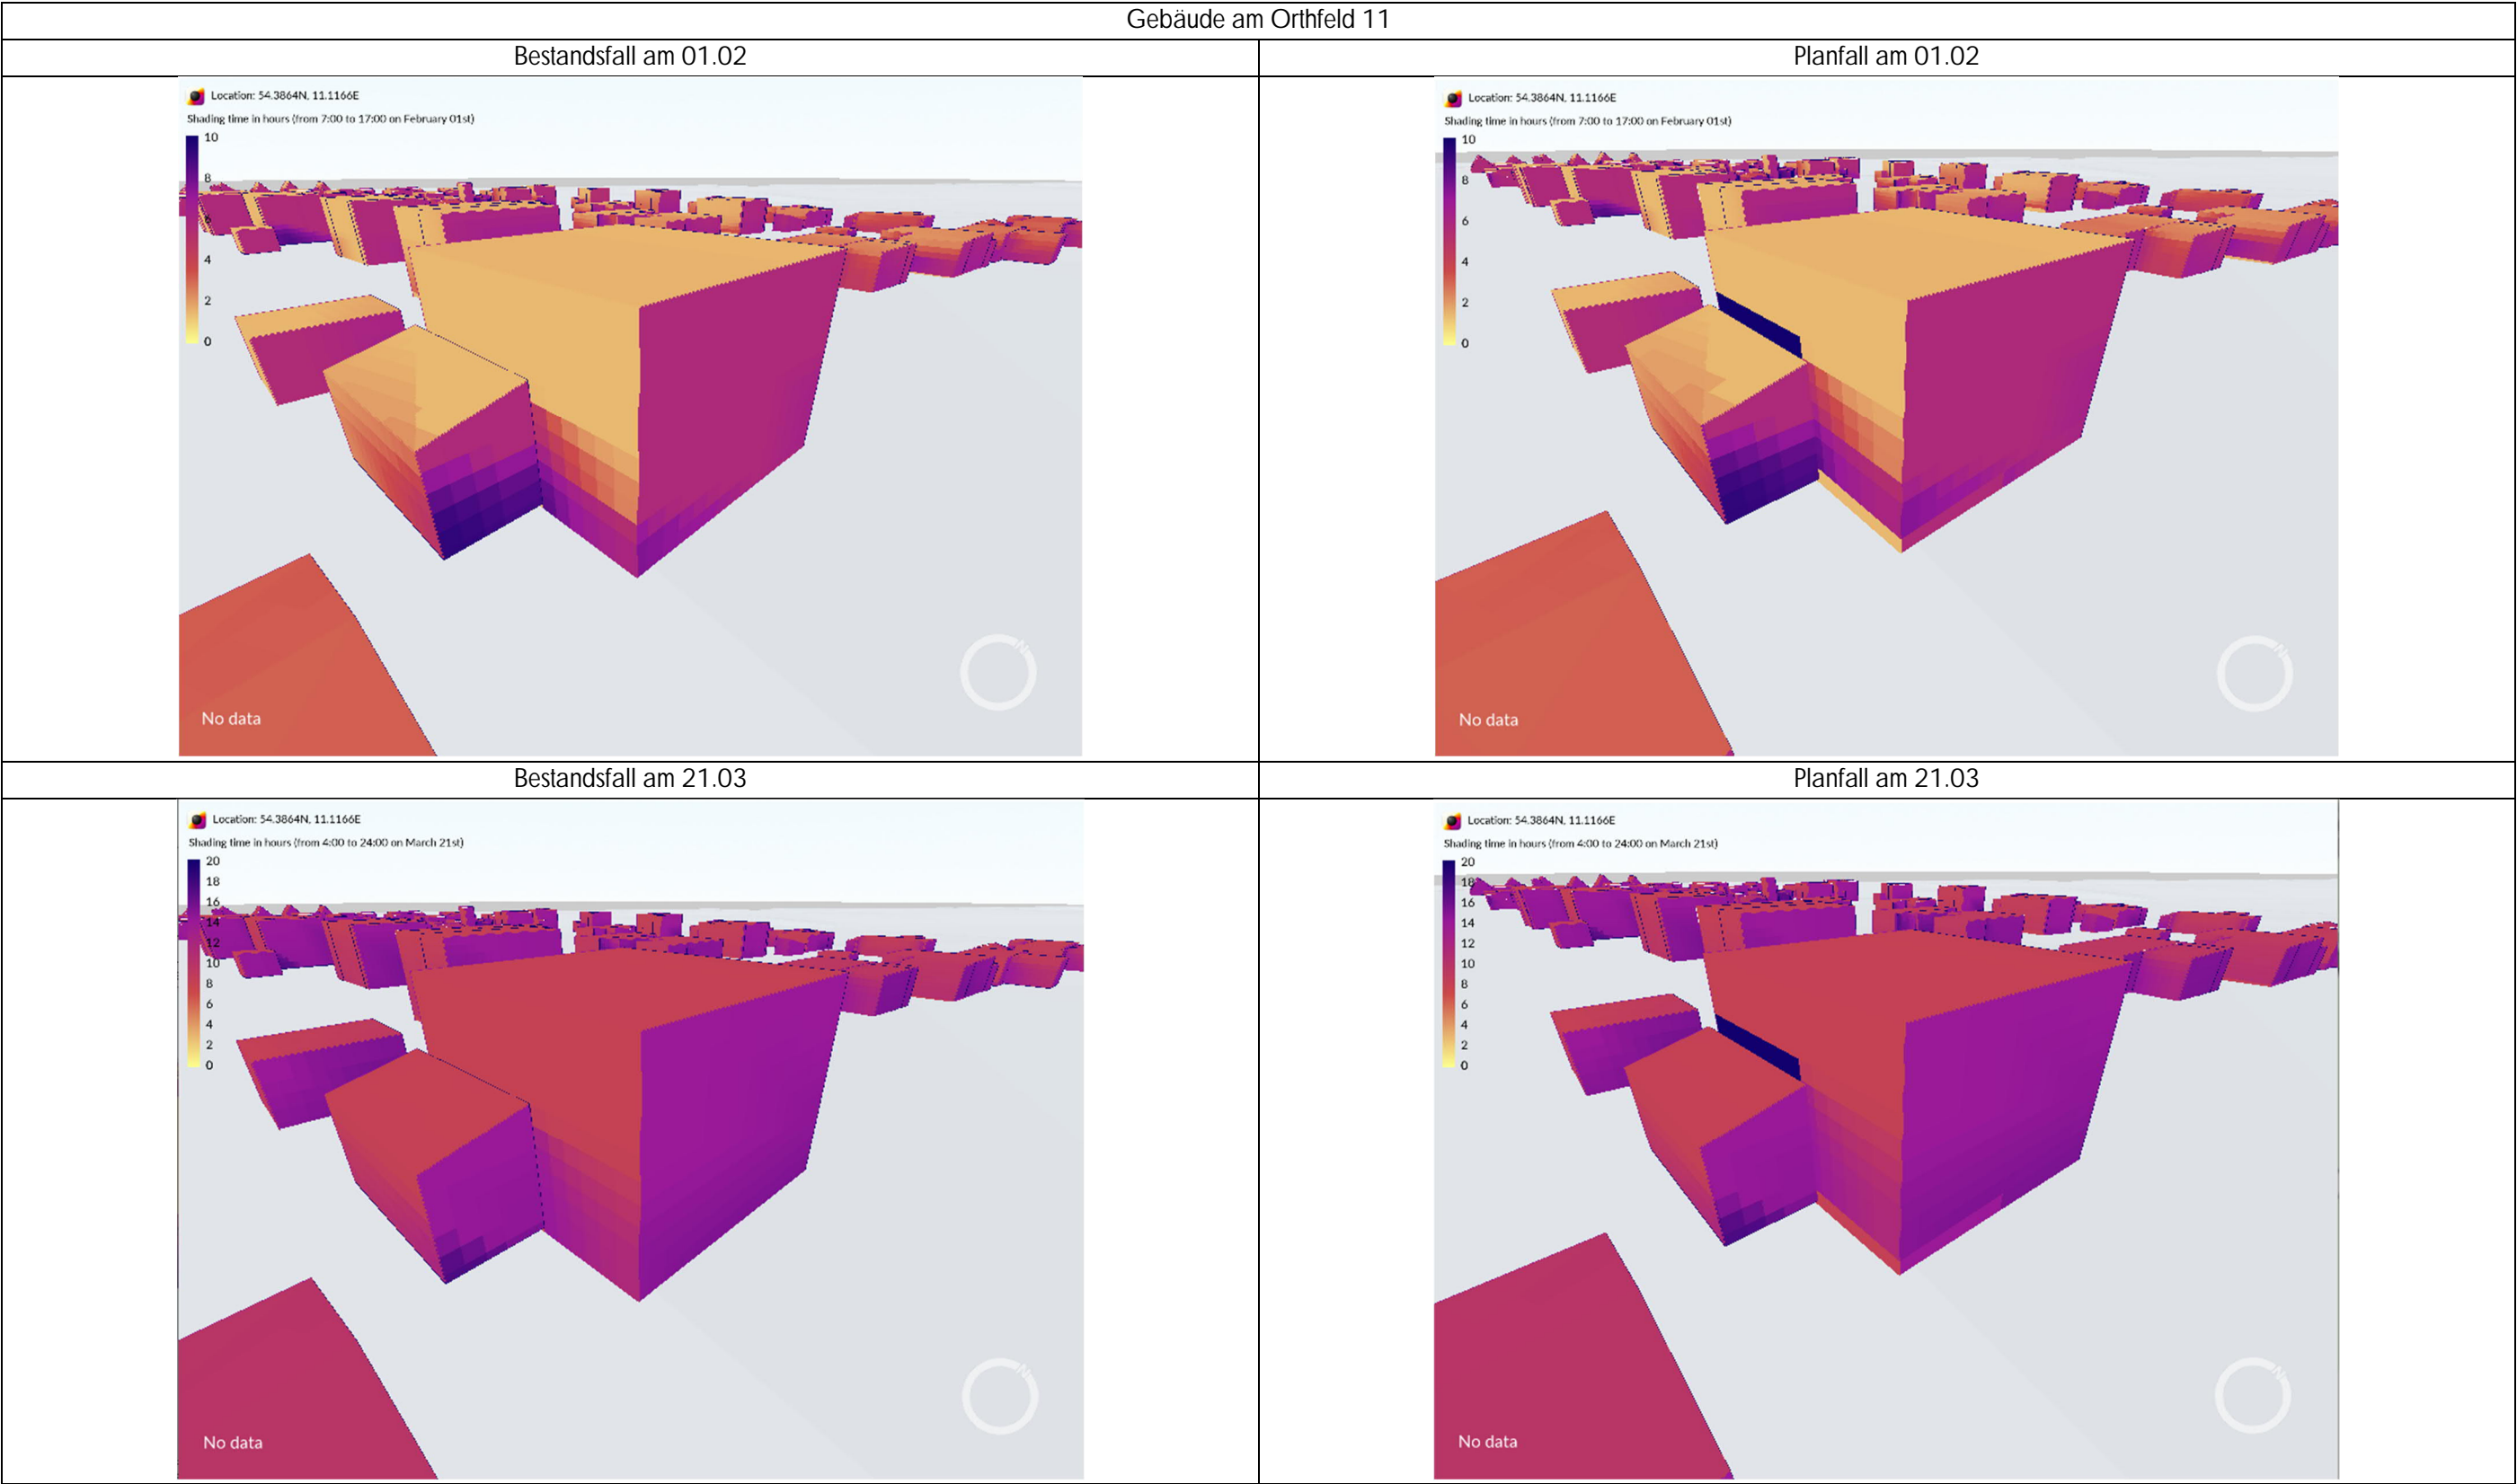 Gebäude am Orthfeld 11
Bestandsfall am 01.02
Planfall am 01.02
Location: 54.3864N, 11.1166E
Shading time in hours (from 7:00 to 17:00 on February 01st)
10
8
6
4
2
0
N
No data
Location: 54.3864N, 11.1166E
Shading time in hours (from 7:00 to 17:00 on February 01st)
10
8
6
4
2
0
N
No data
Bestandsfall am 21.03
Planfall am 21.03
Location: 54.3864N, 11.1166E
Shading time in hours (from 4:00 to 24:00 on March 21st)
20
18
16
14
12
10
8
6
4
2
0
N
No data
Location: 54.3864N, 11.1166E
Shading time in hours (from 4:00 to 24:00 on March 21st)
20
18
16
14
12
10
8
6
4
2
0
N
No data